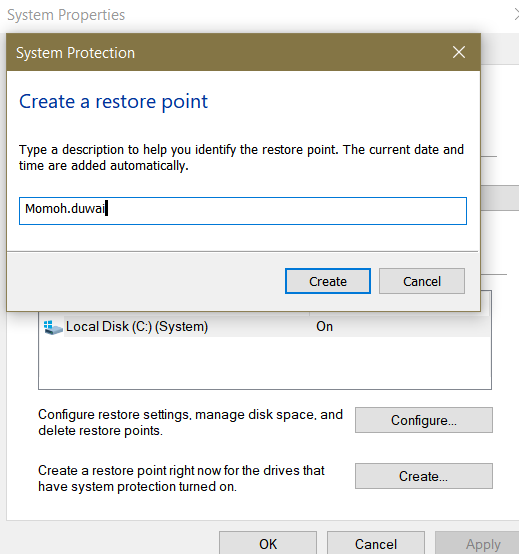 System Properties
System Protection
Create a restore point
Type a description to help you identify the restore point. The current date and
time are added automatically.
Momoh.duwai
Create
Cancel
Local Disk (C:) (System)
On
Configure restore settings, manage disk space, and
delete restore points.
Configure...
Create a restore point right now for the drives that
have system protection turned on.
Create...
OK
Cancel
Apply